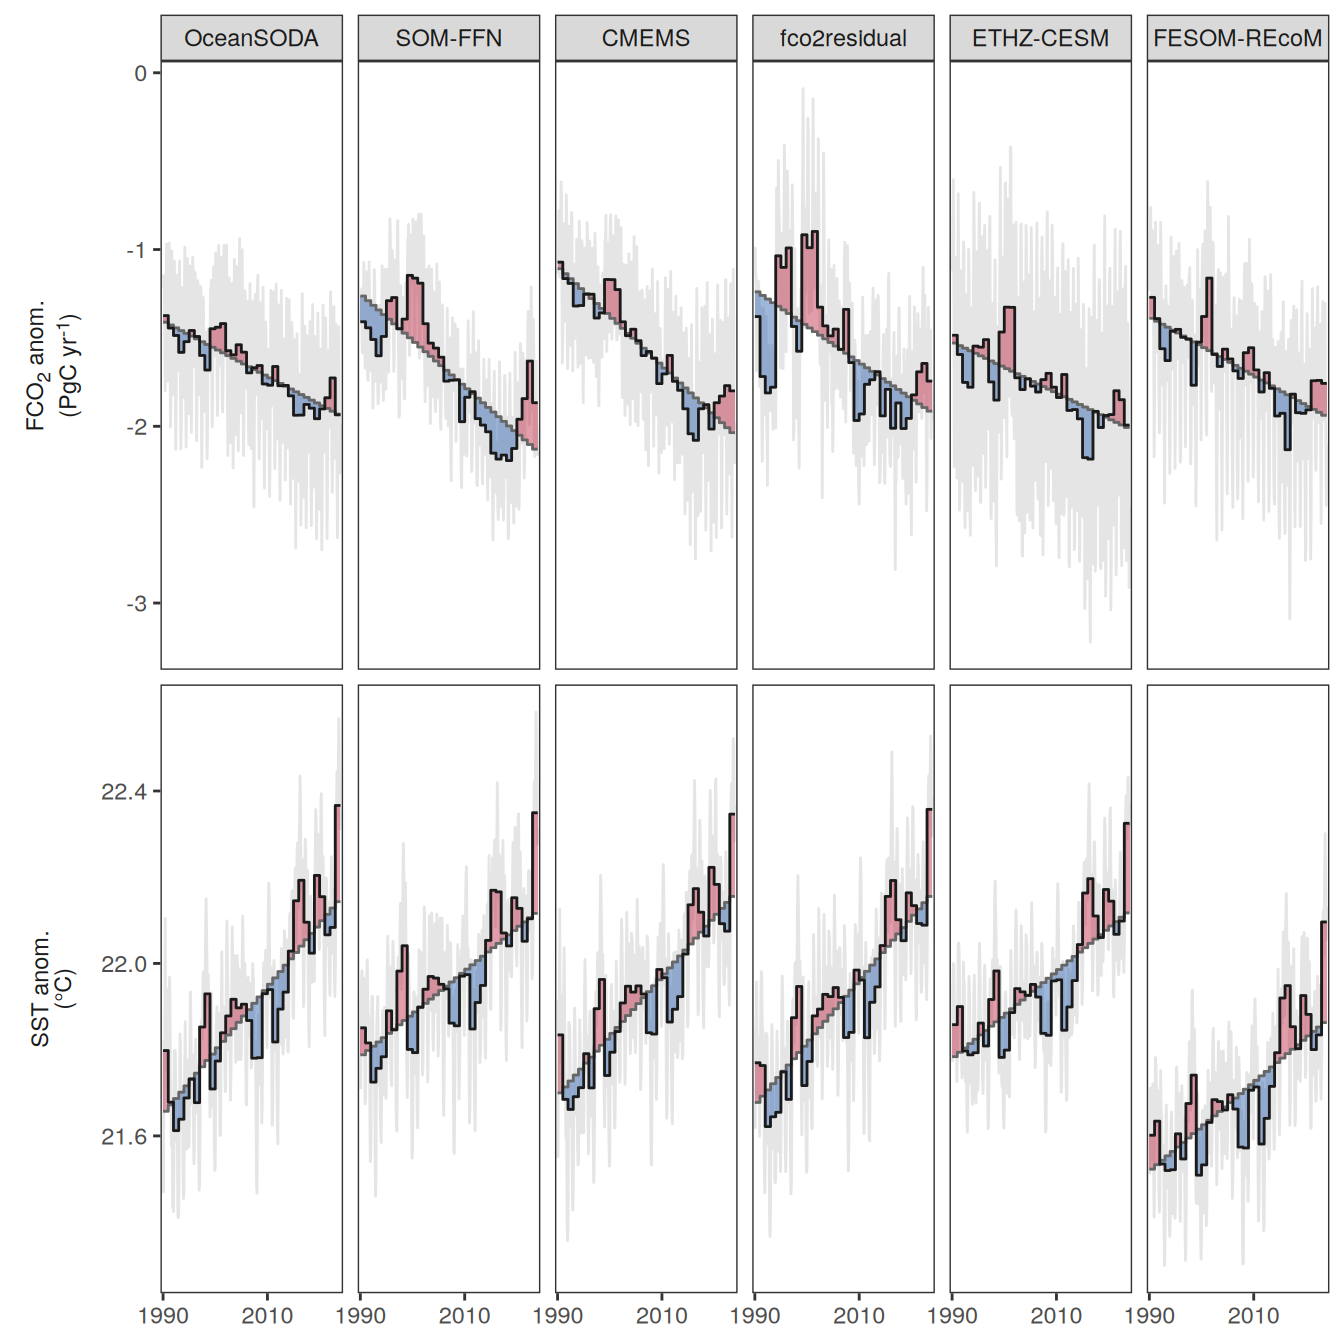 OceanSODA SOM-FFN CMEMS fco2residual ETHZ-CESM FESOM-REcoM
FCO2 anom.
(PgC yr-1)
0
-1
-2
-3
SST anom.
(°C)
22.4
22.0
21.6
1990 2010 1990 2010 1990 2010 1990 2010 1990 2010 1990 2010